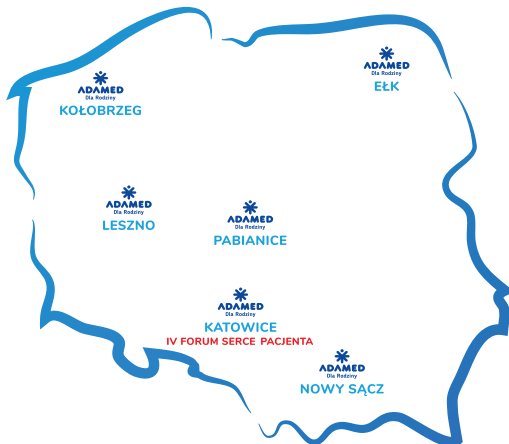 ADAMED
Dla Rodziny
EŁK
ADAMED
Dla Rodziny
KOŁOBRZEG
ADAMED
Dla Rodziny
LESZNO
ADAMED
Dla Rodziny
PABIANICE
ADAMED
Dla Rodziny
KATOWICE
IV FORUM SERCE PACJENTA
ADAMED
Dla Rodziny
NOWY SĄCZ